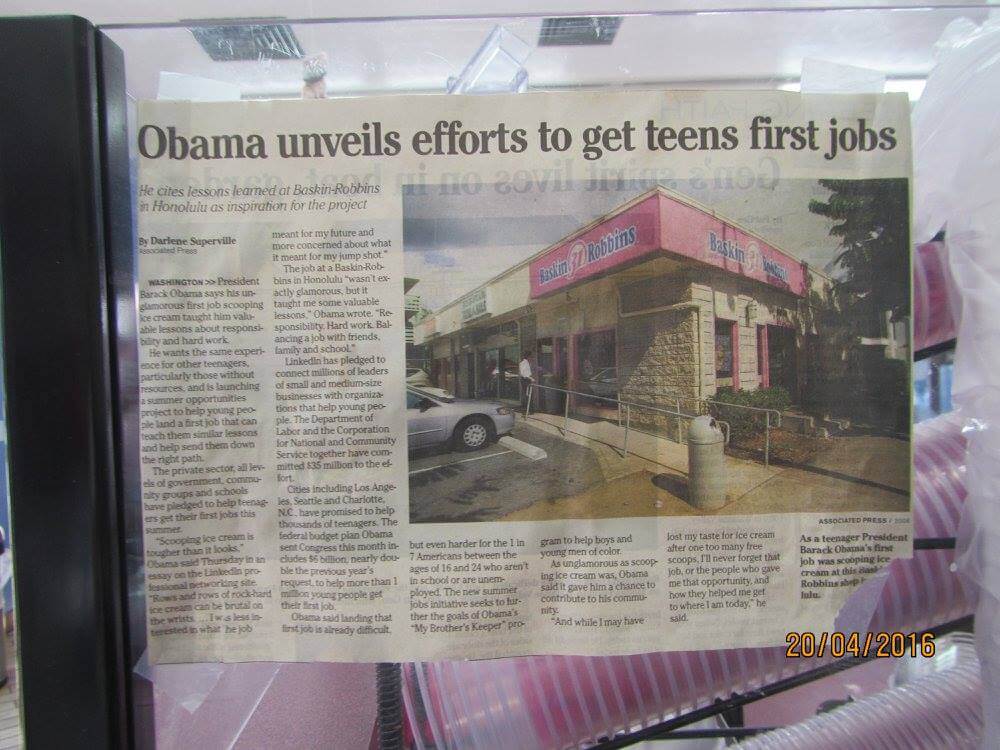 Obama unveils efforts to get teens first jobs
He cites lessons learned at Baskin-Robbins
in Honolulu as inspiration for the project
By Darlene Superville
Associated Press
WASHINGTON >> President
Barack Obama says his un-
glamorous first job scooping
ice cream taught him valu-
able lessons about responsi-
bility and hard work.
He wants the same experi-
ence for other teenagers,
particularly those without
resources, and is launching
a summer opportunities
project to help young peo-
ple land a first job that can
teach them similar lessons
and help send them down
the right path.
The private sector, all lev-
els of government, commu-
nity groups and schools
have pledged to help teenag-
ers get their first jobs this
summer.
"Scooping ice cream is
tougher than it looks,"
Obama said Thursday in an
essay on the LinkedIn pro-
fessional networking site.
"Rows and rows of rock-hard
ice cream can be brutal on
the wrists. ... I was less in-
terested in what the job
meant for my future and
more concerned about what
it meant for my jump shot."
The job at a Baskin-Rob-
bins in Honolulu "wasn't ex-
actly glamorous, but it
taught me some valuable
lessons," Obama wrote. "Re-
sponsibility. Hard work. Bal-
ancing a job with friends,
family and school."
LinkedIn has pledged to
connect millions of leaders
of small and medium-size
businesses with organiza-
tions that help young peo-
ple. The Department of
Labor and the Corporation
for National and Community
Service together have com-
mitted $35 million to the ef-
fort.
Cities including Los Ange-
les, Seattle and Charlotte,
N.C., have promised to help
thousands of teenagers. The
federal budget plan Obama
sent Congress this month in-
cludes $6 billion, nearly dou-
ble the previous year's
request, to help more than 1
million young people get
their first job.
Obama said landing that
first job is already difficult,
but even harder for the 1 in
7 Americans between the
ages of 16 and 24 who aren't
in school or are unem-
ployed. The new summer
jobs initiative seeks to fur-
ther the goals of Obama's
"My Brother's Keeper" pro-
gram to help boys and
young men of color.
As unglamorous as scoop-
ing ice cream was, Obama
said it gave him a chance to
contribute to his commu-
nity.
"And while I may have
lost my taste for ice cream
after one too many free
scoops, I'll never forget that
job, or the people who gave
me that opportunity, and
how they helped me get
to where I am today," he
said.
Baskin 31 Robbins
Baskin 31 Robbins
ASSOCIATED PRESS / 2008
As a teenager President
Barack Obama's first
job was scooping ice
cream at this
Robbins shop
lulu.
20/04/2016